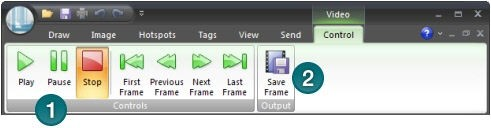 Video
Draw Image Hotspots Tags View Send Control
Play Pause Stop First Frame Previous Frame Next Frame Last Frame Save Frame
1 2
Controls Output